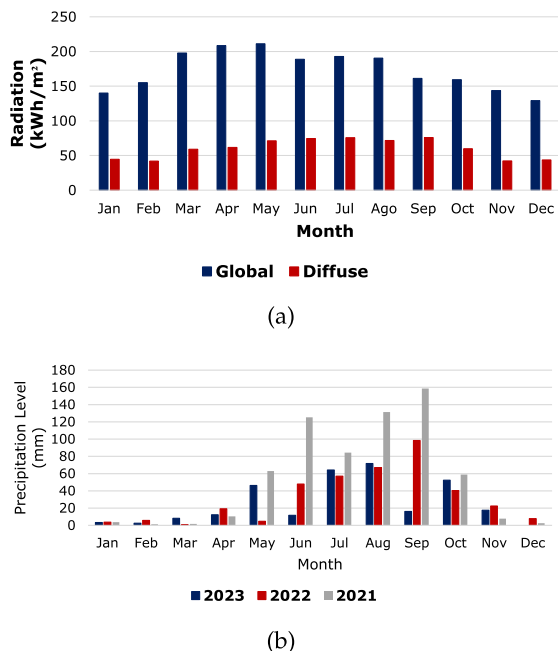 250
200
150
100
50
0
Radiation
(kWh/m²)
Jan Feb Mar Apr May Jun Jul Ago Sep Oct Nov Dec
Month
Global Diffuse
(a)
180
160
140
120
100
80
60
40
20
0
Precipitation Level
(mm)
Jan Feb Mar Apr May Jun Jul Aug Sep Oct Nov Dec
Month
2023 2022 2021
(b)